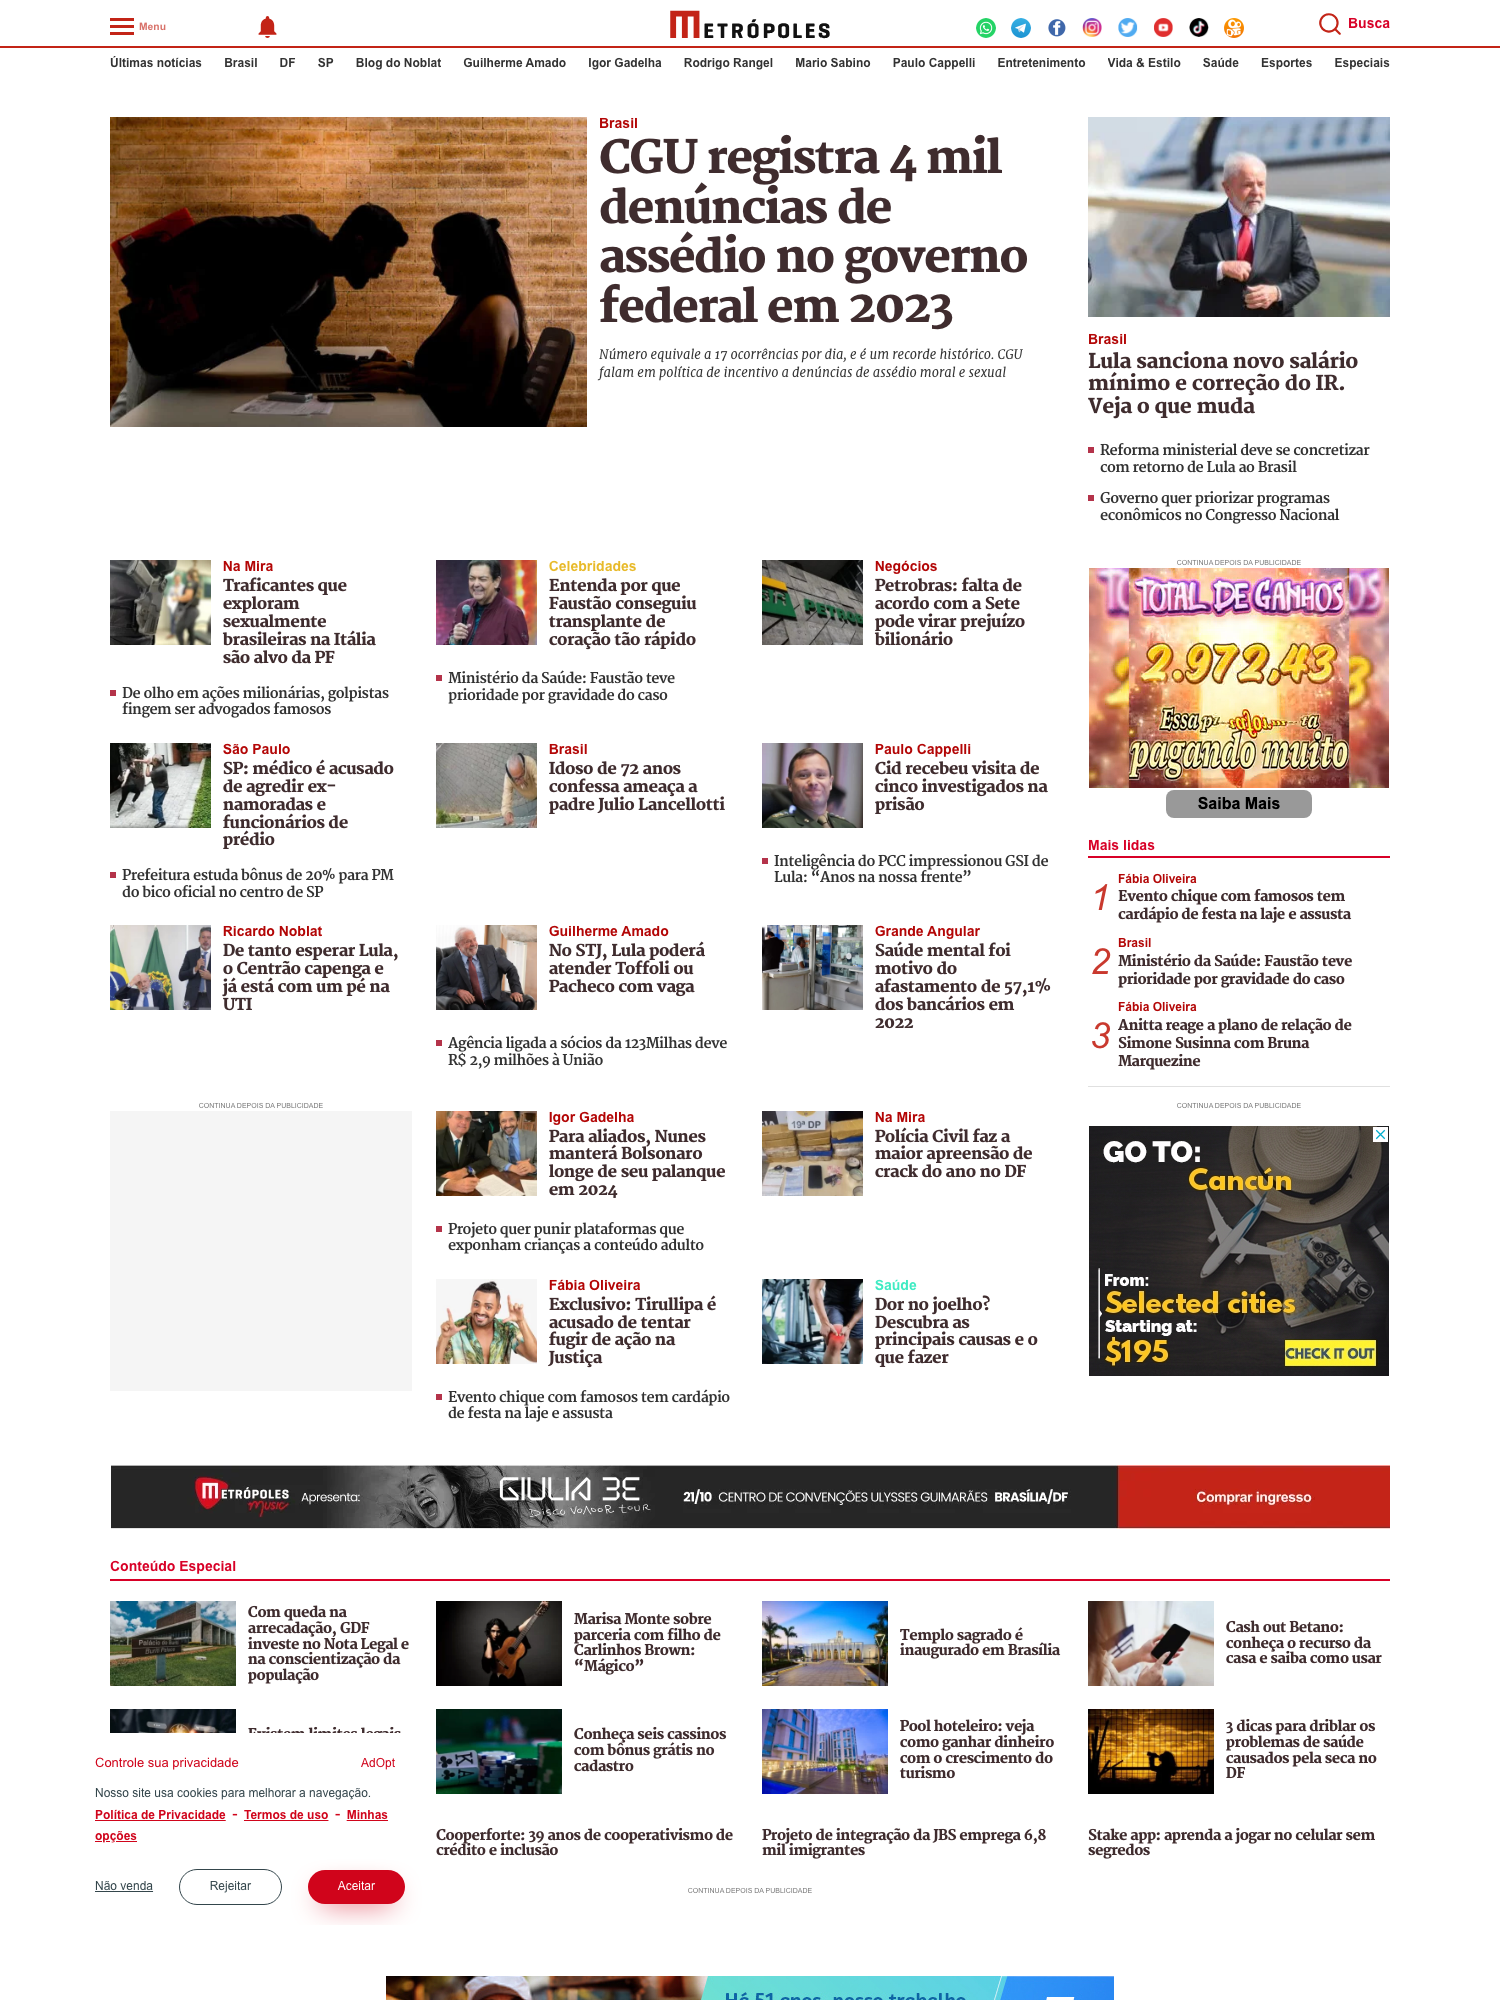 Menu
METRÓPOLES
Busca
Últimas notícias Brasil DF SP Blog do Noblat Guilherme Amado Igor Gadelha Rodrigo Rangel Mario Sabino Paulo Cappelli Entretenimento Vida & Estilo Saúde Esportes Especiais
Brasil
CGU registra 4 mil
denúncias de
assédio no governo
federal em 2023
Número equivale a 17 ocorrências por dia, e é um recorde histórico. CGU
falam em política de incentivo a denúncias de assédio moral e sexual
Brasil
Lula sanciona novo salário
mínimo e correção do IR.
Veja o que muda
Reforma ministerial deve se concretizar
com retorno de Lula ao Brasil
Governo quer priorizar programas
econômicos no Congresso Nacional
Na Mira
Traficantes que
exploram
sexualmente
brasileiras na Itália
são alvo da PF
De olho em ações milionárias, golpistas
fingem ser advogados famosos
Celebridades
Entenda por que
Faustão conseguiu
transplante de
coração tão rápido
Ministério da Saúde: Faustão teve
prioridade por gravidade do caso
Negócios
Petrobras: falta de
acordo com a Sete
pode virar prejuízo
bilionário
CONTINUA DEPOIS DA PUBLICIDADE
TOTAL DE GANHOS
2.972,43
Essa
pagando muito
Saiba Mais
São Paulo
SP: médico é acusado
de agredir ex-
namoradas e
funcionários de
prédio
Prefeitura estuda bônus de 20% para PM
do bico oficial no centro de SP
Brasil
Idoso de 72 anos
confessa ameaça a
padre Julio Lancellotti
Paulo Cappelli
Cid recebeu visita de
cinco investigados na
prisão
Inteligência do PCC impressionou GSI de
Lula: “Anos na nossa frente”
Mais lidas
1
Fábia Oliveira
Evento chique com famosos tem
cardápio de festa na laje e assusta
2
Brasil
Ministério da Saúde: Faustão teve
prioridade por gravidade do caso
3
Fábia Oliveira
Anitta reage a plano de relação de
Simone Susinna com Bruna
Marquezine
Ricardo Noblat
De tanto esperar Lula,
o Centrão capenga e
já está com um pé na
UTI
Guilherme Amado
No STJ, Lula poderá
atender Toffoli ou
Pacheco com vaga
Agência ligada a sócios da 123Milhas deve
R$ 2,9 milhões à União
Grande Angular
Saúde mental foi
motivo do
afastamento de 57,1%
dos bancários em
2022
CONTINUA DEPOIS DA PUBLICIDADE
Igor Gadelha
Para aliados, Nunes
manterá Bolsonaro
longe de seu palanque
em 2024
Projeto quer punir plataformas que
exponham crianças a conteúdo adulto
19ª DP
Na Mira
Polícia Civil faz a
maior apreensão de
crack do ano no DF
CONTINUA DEPOIS DA PUBLICIDADE
GO TO:
Cancún
From:
Selected cities
Starting at:
$195
CHECK IT OUT
Fábia Oliveira
Exclusivo: Tirullipa é
acusado de tentar
fugir de ação na
Justiça
Evento chique com famosos tem cardápio
de festa na laje e assusta
Saúde
Dor no joelho?
Descubra as
principais causas e o
que fazer
METRÓPOLES
Music
Apresenta:
GIULIA BE
DISCO VOADOR TOUR
21/10 CENTRO DE CONVENÇÕES ULYSSES GUIMARÃES BRASÍLIA/DF
Comprar ingresso
Conteúdo Especial
Com queda na
arrecadação, GDF
investe no Nota Legal e
na conscientização da
população
Marisa Monte sobre
parceria com filho de
Carlinhos Brown:
“Mágico”
Templo sagrado é
inaugurado em Brasília
Cash out Betano:
conheça o recurso da
casa e saiba como usar
Existem limites legais
Conheça seis cassinos
com bônus grátis no
cadastro
Pool hoteleiro: veja
como ganhar dinheiro
com o crescimento do
turismo
3 dicas para driblar os
problemas de saúde
causados pela seca no
DF
Controle sua privacidade
AdOpt
Nosso site usa cookies para melhorar a navegação.
Política de Privacidade - Termos de uso - Minhas
opções
Não venda
Rejeitar
Aceitar
Cooperforte: 39 anos de cooperativismo de
crédito e inclusão
Projeto de integração da JBS emprega 6,8
mil imigrantes
Stake app: aprenda a jogar no celular sem
segredos
CONTINUA DEPOIS DA PUBLICIDADE
Há 51 anos, nosso trabalho